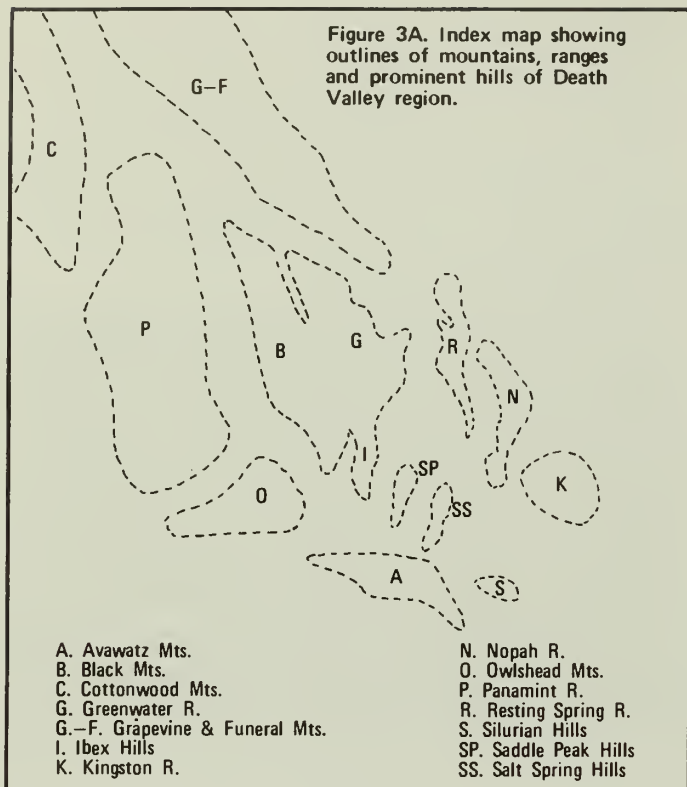 Figure 3A. Index map showing
outlines of mountains, ranges
and prominent hills of Death
Valley region.
G–F
C
P
B
G
R
N
I
SP
K
O
SS
A
S
A. Avawatz Mts.
B. Black Mts.
C. Cottonwood Mts.
G. Greenwater R.
G.–F. Grapevine & Funeral Mts.
I. Ibex Hills
K. Kingston R.
N. Nopah R.
O. Owlshead Mts.
P. Panamint R.
R. Resting Spring R.
S. Silurian Hills
SP. Saddle Peak Hills
SS. Salt Spring Hills